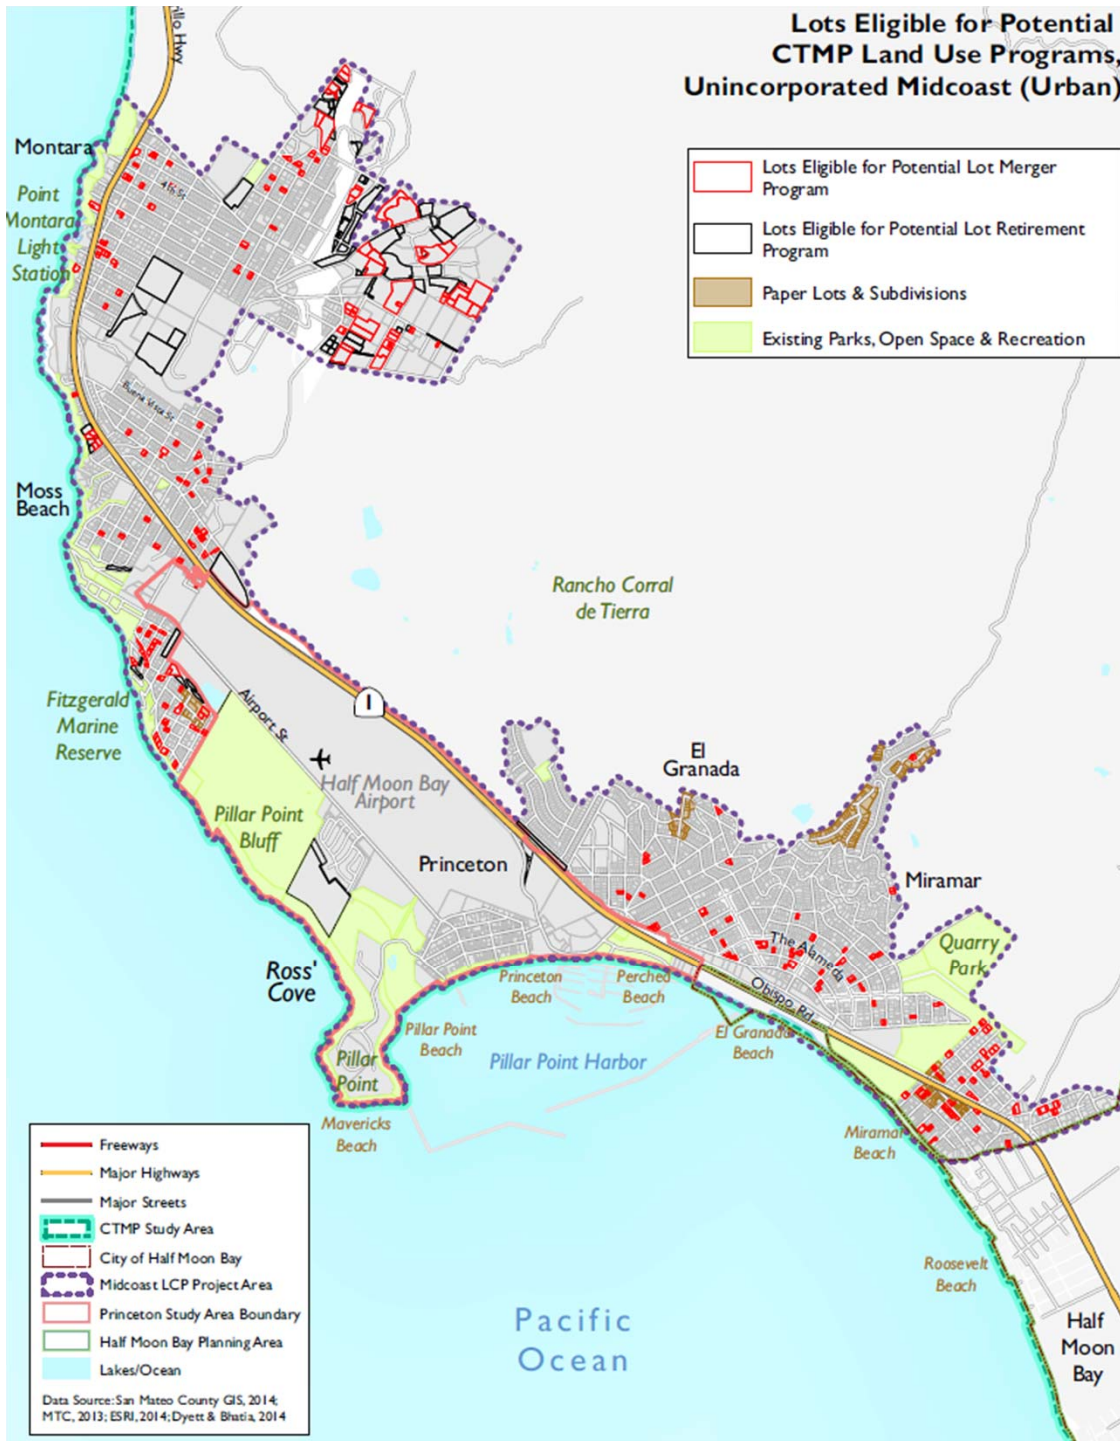 Lots Eligible for Potential
CTMP Land Use Programs,
Unincorporated Midcoast (Urban)
Lots Eligible for Potential Lot Merger
Program
Lots Eligible for Potential Lot Retirement
Program
Paper Lots & Subdivisions
Existing Parks, Open Space & Recreation
Hwy
Montara
4th St
Point
Montara
Light
Station
Buena Vista St
Moss
Beach
Rancho Corral
de Tierra
Fitzgerald
Marine
Reserve
Airport St
1
Half Moon Bay
Airport
El
Granada
Pillar Point
Bluff
Princeton
Miramar
The Alameda
Quarry
Park
Ross'
Cove
Princeton
Beach
Perched
Beach
Obispo Rd
El Granada
Beach
Pillar Point
Beach
Pillar Point Harbor
Pillar
Point
Mavericks
Beach
Miramar
Beach
Roosevelt
Beach
Pacific
Ocean
Half
Moon
Bay
Freeways
Major Highways
Major Streets
CTMP Study Area
City of Half Moon Bay
Midcoast LCP Project Area
Princeton Study Area Boundary
Half Moon Bay Planning Area
Lakes/Ocean
Data Source: San Mateo County GIS, 2014;
MTC, 2013; ESRI, 2014; Dyett & Bhatia, 2014